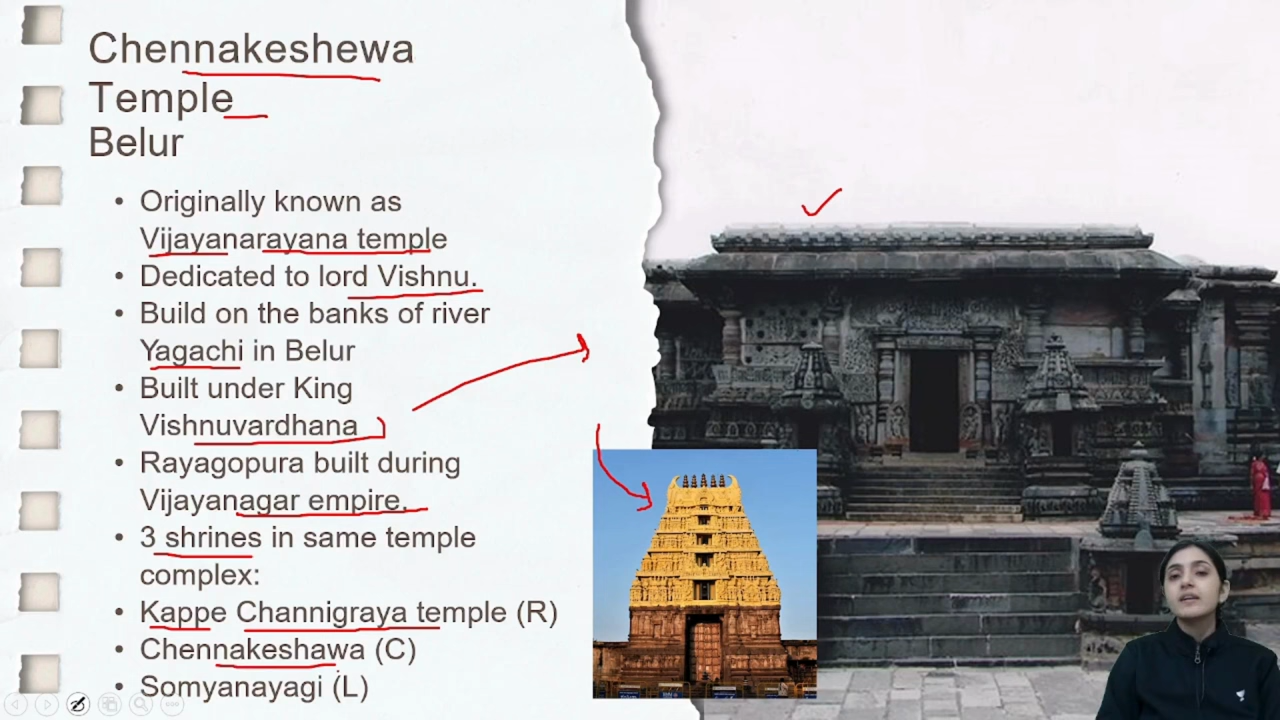 Chennakeshewa
Temple
Belur
• Originally known as
Vijayanarayana temple
• Dedicated to lord Vishnu.
• Build on the banks of river
Yagachi in Belur
• Built under King
Vishnuvardhana
• Rayagopura built during
Vijayanagar empire.
• 3 shrines in same temple
complex:
• Kappe Channigraya temple (R)
• Chennakeshawa (C)
• Somyanayagi (L)